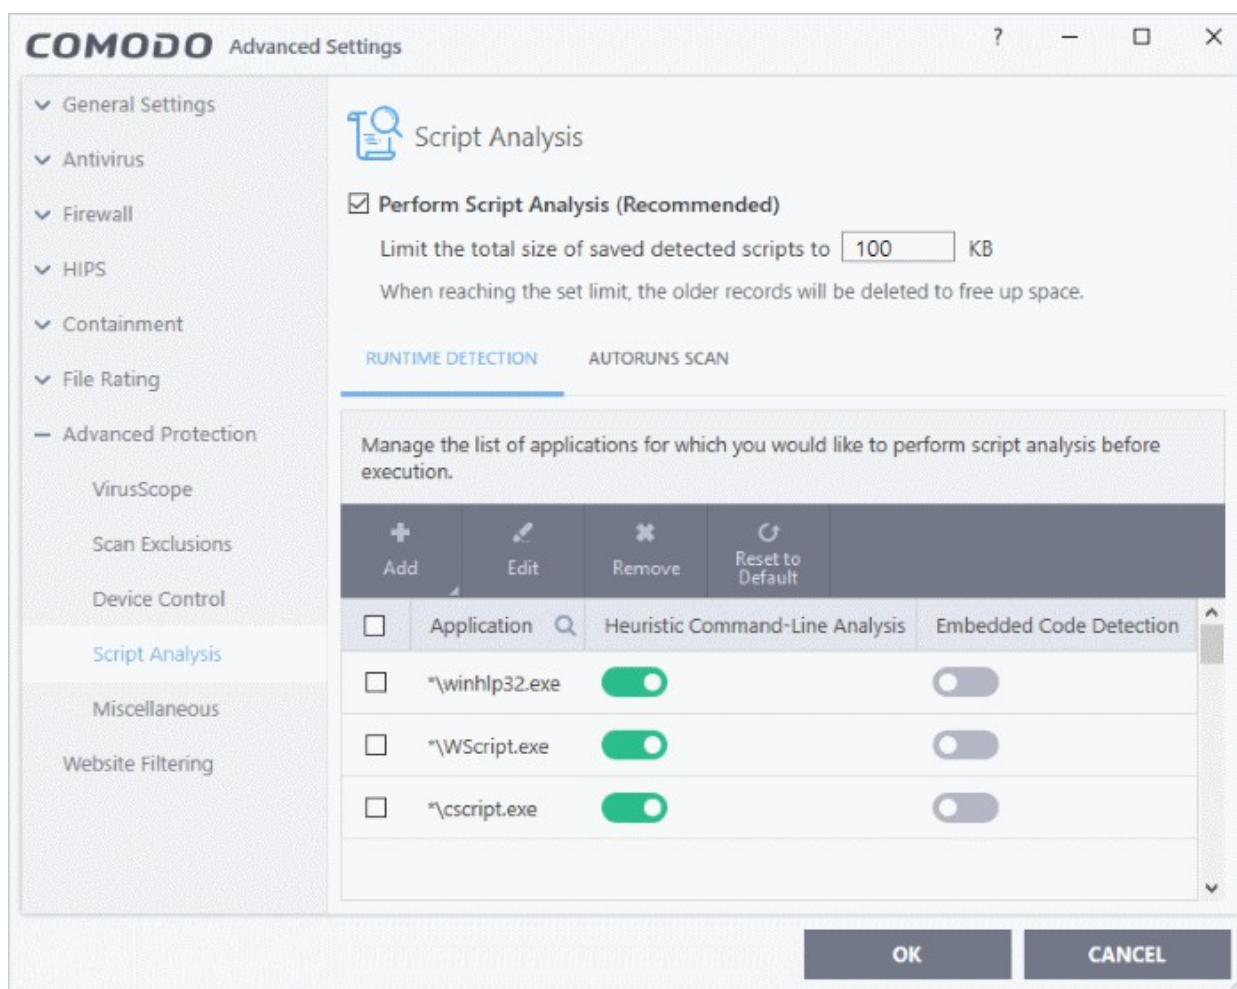 COMODO Advanced Settings ?
General Settings
Antivirus
Firewall
HIPS
Containment
File Rating
Advanced Protection
VirusScope
Scan Exclusions
Device Control
Script Analysis
Miscellaneous
Website Filtering
Script Analysis
Perform Script Analysis (Recommended)
Limit the total size of saved detected scripts to 100 KB
When reaching the set limit, the older records will be deleted to free up space.
RUNTIME DETECTION AUTORUNS SCAN
Manage the list of applications for which you would like to perform script analysis before
execution.
Add Edit Remove Reset to
Default
Application Heuristic Command-Line Analysis Embedded Code Detection
*\winhlp32.exe
*\WScript.exe
*\cscript.exe
OK CANCEL